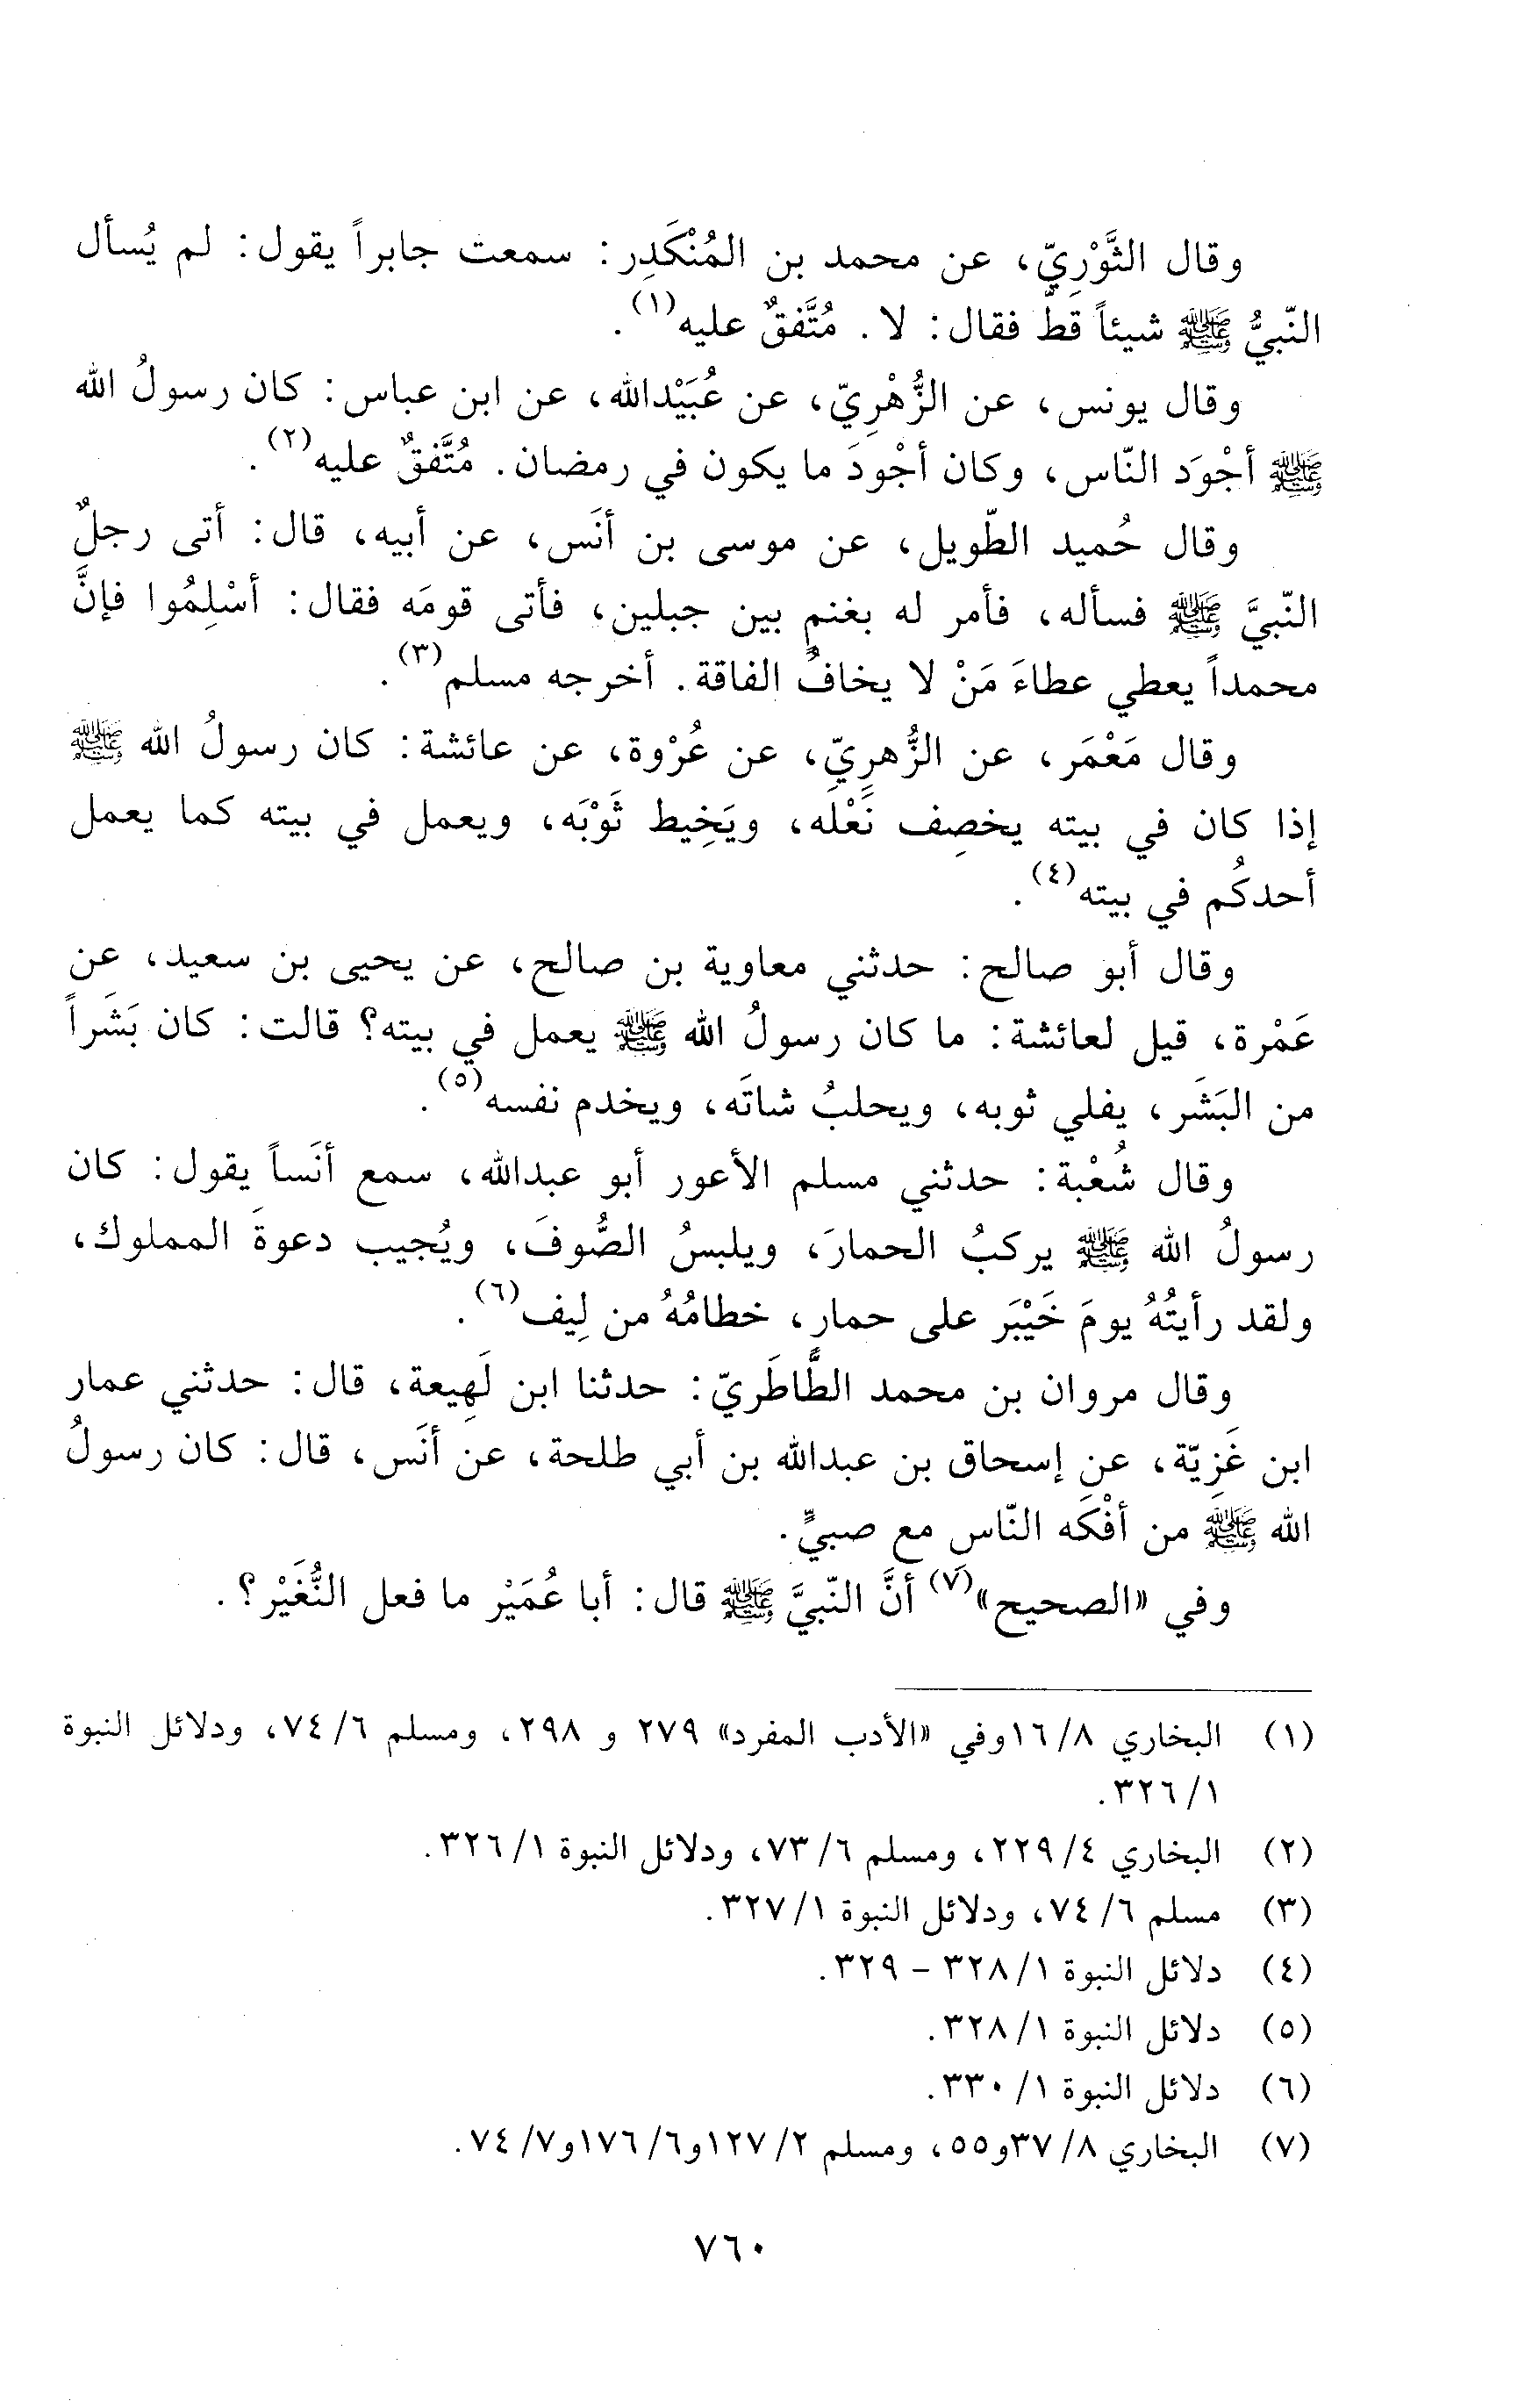 وقال الثَّوْرِيّ، عن محمد بن المُنْكَدِر: سمعت جابراً يقول: لم يُسأل
النّبيُّ ﷺ شيئاً قَطّ فقال: لا. مُتَّفقٌ عليه(١).
وقال يونس، عن الزُّهْرِيّ، عن عُبَيْدالله، عن ابن عباس: كان رسولُ الله
ﷺ أجْوَد النّاس، وكان أجْودَ ما يكون في رمضان. مُتَّفقٌ عليه(٢).
وقال حُميد الطّويل، عن موسى بن أنَس، عن أبيه، قال: أتى رجلٌ
النّبيَّ ﷺ فسأله، فأمر له بغنمٍ بين جبلين، فأتى قومَه فقال: أسْلِمُوا فإنَّ
محمداً يعطي عطاءَ مَنْ لا يخافُ الفاقة. أخرجه مسلم(٣).
وقال مَعْمَر، عن الزُّهرِيّ، عن عُرْوة، عن عائشة: كان رسولُ الله ﷺ
إذا كان في بيته يخصِف نَعْلَه، ويَخِيط ثَوْبَه، ويعمل في بيته كما يعمل
أحدكُم في بيته(٤).
وقال أبو صالح: حدثني معاوية بن صالح، عن يحيى بن سعيد، عن
عَمْرة، قيل لعائشة: ما كان رسولُ الله ﷺ يعمل في بيته؟ قالت: كان بَشَراً
من البَشَر، يفلي ثوبه، ويحلبُ شاتَه، ويخدم نفسه(٥).
وقال شُعْبة: حدثني مسلم الأعور أبو عبدالله، سمع أنَساً يقول: كان
رسولُ الله ﷺ يركبُ الحمارَ، ويلبسُ الصُّوفَ، ويُجيب دعوةَ المملوك،
ولقد رأيتُهُ يومَ خَيْبَر على حمارٍ، خطامُهُ من لِيف(٦).
وقال مروان بن محمد الطَّاطَريّ: حدثنا ابن لَهِيعة، قال: حدثني عمار
ابن غَزِيّة، عن إسحاق بن عبدالله بن أبي طلحة، عن أنَس، قال: كان رسولُ
الله ﷺ من أفْكَه النّاس مع صبيٍّ.
وفي «الصحيح»(٧) أنَّ النّبيَّ ﷺ قال: أبا عُمَيْر ما فعل النُّغَيْر؟.
(١) البخاري ٨/ ١٦وفي «الأدب المفرد» ٢٧٩ و ٢٩٨، ومسلم ٦/ ٧٤، ودلائل النبوة
١/ ٣٢٦.
(٢) البخاري ٤/ ٢٢٩، ومسلم ٦/ ٧٣، ودلائل النبوة ١/ ٣٢٦.
(٣) مسلم ٦/ ٧٤، ودلائل النبوة ١/ ٣٢٧.
(٤) دلائل النبوة ١/ ٣٢٨ - ٣٢٩.
(٥) دلائل النبوة ١/ ٣٢٨.
(٦) دلائل النبوة ١/ ٣٣٠.
(٧) البخاري ٨/ ٣٧و٥٥، ومسلم ٢/ ١٢٧و٦/ ١٧٦و٧/ ٧٤.
٧٦٠